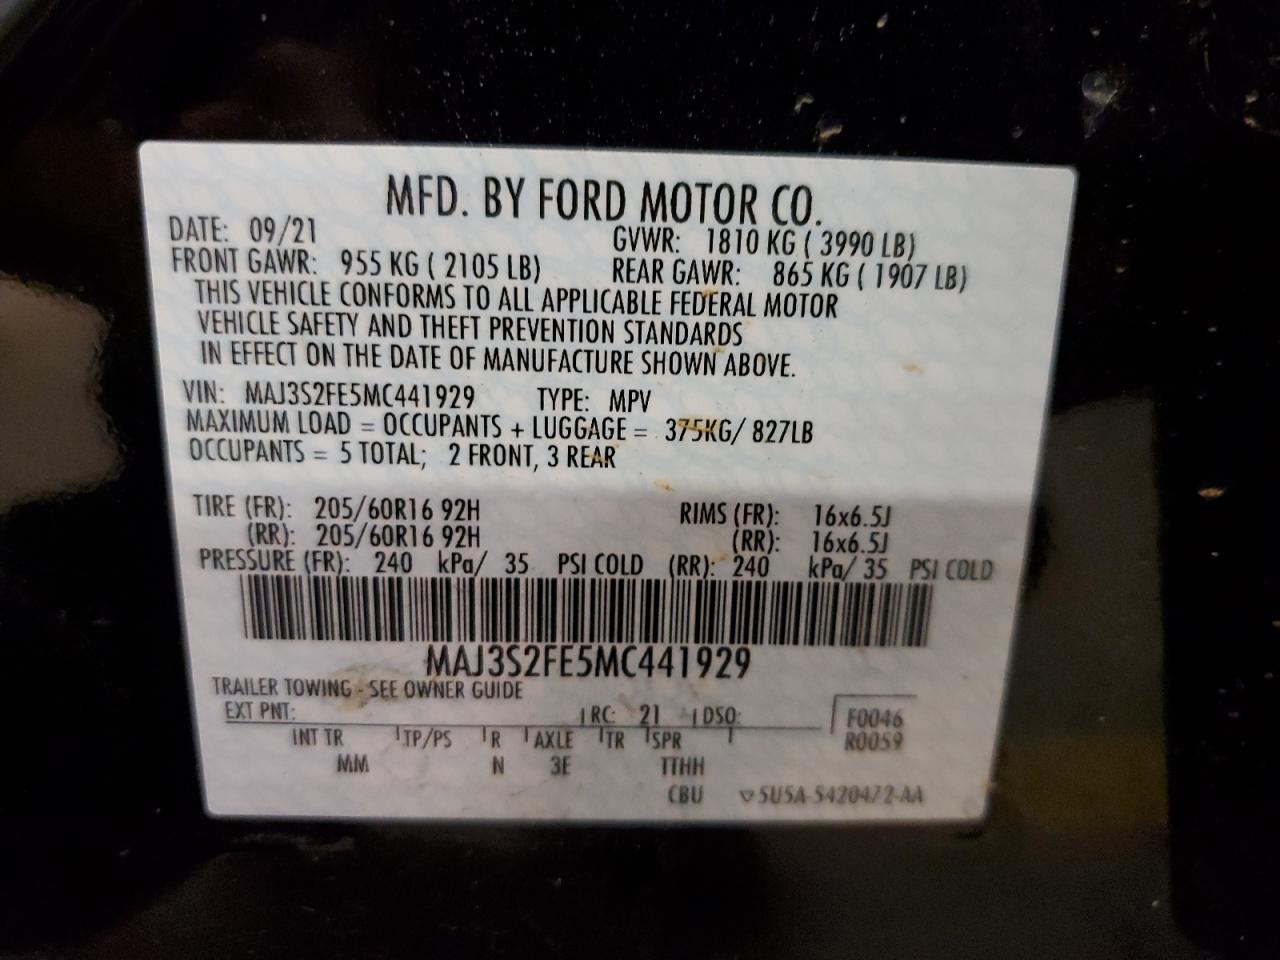 MFD. BY FORD MOTOR CO.
DATE: 09/21 GVWR: 1810 KG ( 3990 LB)
FRONT GAWR: 955 KG ( 2105 LB) REAR GAWR: 865 KG ( 1907 LB)
THIS VEHICLE CONFORMS TO ALL APPLICABLE FEDERAL MOTOR
VEHICLE SAFETY AND THEFT PREVENTION STANDARDS
IN EFFECT ON THE DATE OF MANUFACTURE SHOWN ABOVE.
VIN: MAJ3S2FE5MC441929 TYPE: MPV
MAXIMUM LOAD = OCCUPANTS + LUGGAGE = 375KG/ 827LB
OCCUPANTS = 5 TOTAL; 2 FRONT, 3 REAR
TIRE (FR): 205/60R16 92H RIMS (FR): 16x6.5J
(RR): 205/60R16 92H (RR): 16x6.5J
PRESSURE (FR): 240 kPa/ 35 PSI COLD (RR): 240 kPa/ 35 PSI COLD
MAJ3S2FE5MC441929
TRAILER TOWING - SEE OWNER GUIDE
EXT PNT: RC: 21 DSO: F0046
INT TR TP/PS R AXLE TR SPR R0059
MM N 3E TTHH
CBU 5U5A-5420472-AA